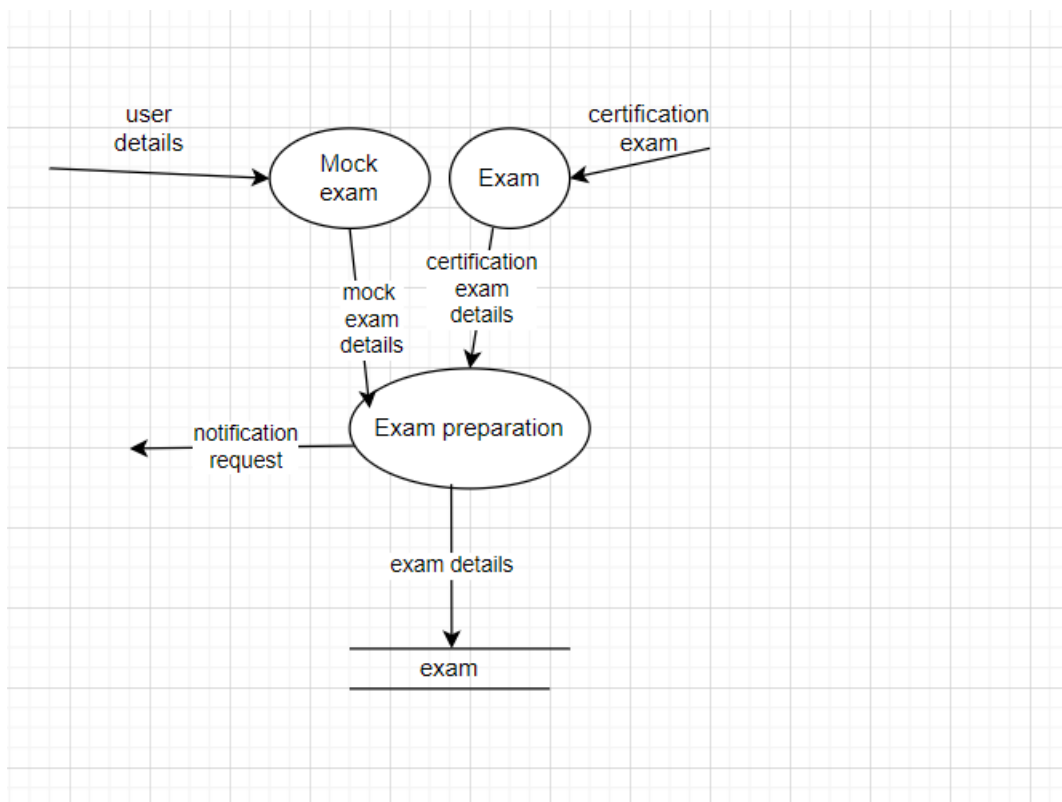 user
details
certification
exam
Mock
exam
Exam
certification
exam
details
mock
exam
details
Exam preparation
notification
request
exam details
exam